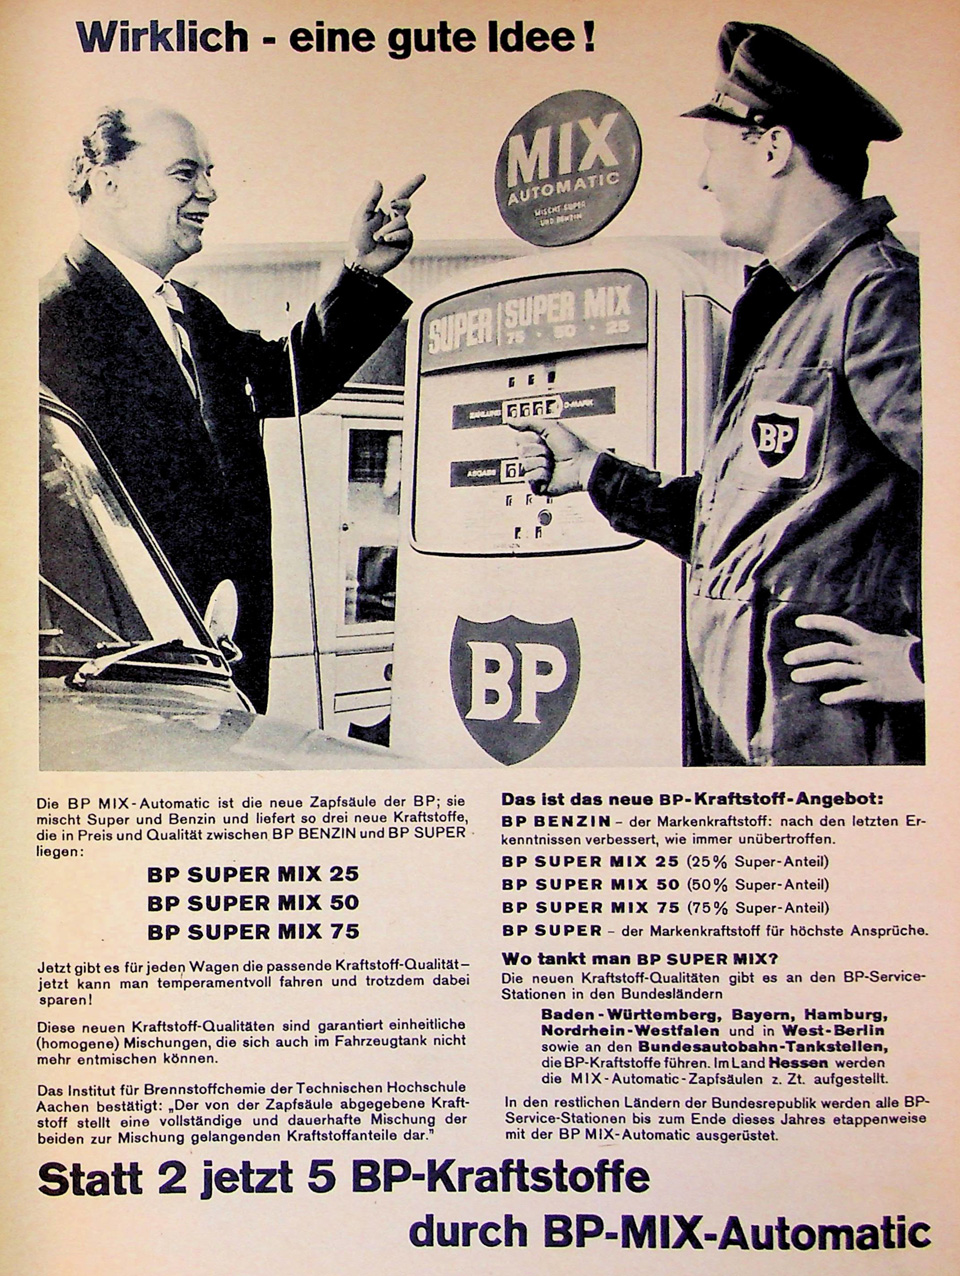 Wirklich - eine gute Idee!
MIX
AUTOMATIC
MISCHT SUPER
UND BENZIN
SUPER SUPER MIX
75 · 50 · 25
ZAHLUNG D-MARK
ABGABE
BP
BP
Die BP MIX-Automatic ist die neue Zapfsäule der BP; sie
mischt Super und Benzin und liefert so drei neue Kraftstoffe,
die in Preis und Qualität zwischen BP BENZIN und BP SUPER
liegen:
BP SUPER MIX 25
BP SUPER MIX 50
BP SUPER MIX 75
Jetzt gibt es für jeden Wagen die passende Kraftstoff-Qualität–
jetzt kann man temperamentvoll fahren und trotzdem dabei
sparen!
Diese neuen Kraftstoff-Qualitäten sind garantiert einheitliche
(homogene) Mischungen, die sich auch im Fahrzeugtank nicht
mehr entmischen können.
Das Institut für Brennstoffchemie der Technischen Hochschule
Aachen bestätigt: „Der von der Zapfsäule abgegebene Kraft-
stoff stellt eine vollständige und dauerhafte Mischung der
beiden zur Mischung gelangenden Kraftstoffanteile dar."
Das ist das neue BP-Kraftstoff-Angebot:
BP BENZIN – der Markenkraftstoff: nach den letzten Er-
kenntnissen verbessert, wie immer unübertroffen.
BP SUPER MIX 25 (25% Super-Anteil)
BP SUPER MIX 50 (50% Super-Anteil)
BP SUPER MIX 75 (75% Super-Anteil)
BP SUPER – der Markenkraftstoff für höchste Ansprüche.
Wo tankt man BP SUPER MIX?
Die neuen Kraftstoff-Qualitäten gibt es an den BP-Service-
Stationen in den Bundesländern
Baden-Württemberg, Bayern, Hamburg,
Nordrhein-Westfalen und in West-Berlin
sowie an den Bundesautobahn-Tankstellen,
die BP-Kraftstoffe führen. Im Land Hessen werden
die MIX-Automatic-Zapfsäulen z. Zt. aufgestellt.
In den restlichen Ländern der Bundesrepublik werden alle BP-
Service-Stationen bis zum Ende dieses Jahres etappenweise
mit der BP MIX-Automatic ausgerüstet.
Statt 2 jetzt 5 BP-Kraftstoffe
durch BP-MIX-Automatic